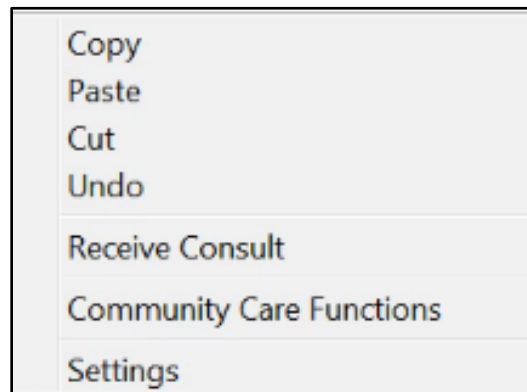 Copy
Paste
Cut
Undo
Receive Consult
Community Care Functions
Settings